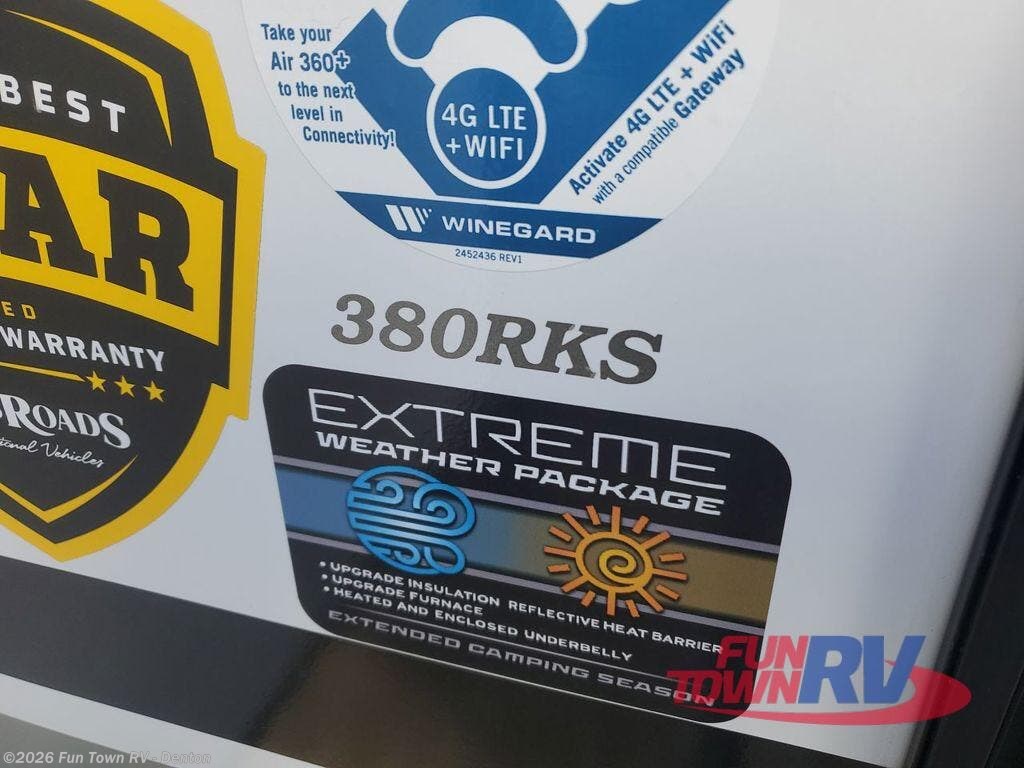 BEST
AR
ED
WARRANTY
ROADS
Vehicles
Take your
Air 360+
to the next
level in
Connectivity!
4G LTE
+WIFI
Activate 4G LTE + WiFi
with a compatible Gateway
WINEGARD
2452436 REV1
380RKS
EXTREME
WEATHER PACKAGE
• UPGRADE INSULATION REFLECTIVE HEAT BARRIER
• UPGRADE FURNACE
• HEATED AND ENCLOSED UNDERBELLY
EXTENDED CAMPING SEASON
FUN
TOWN RV
©2026 Fun Town RV - Denton